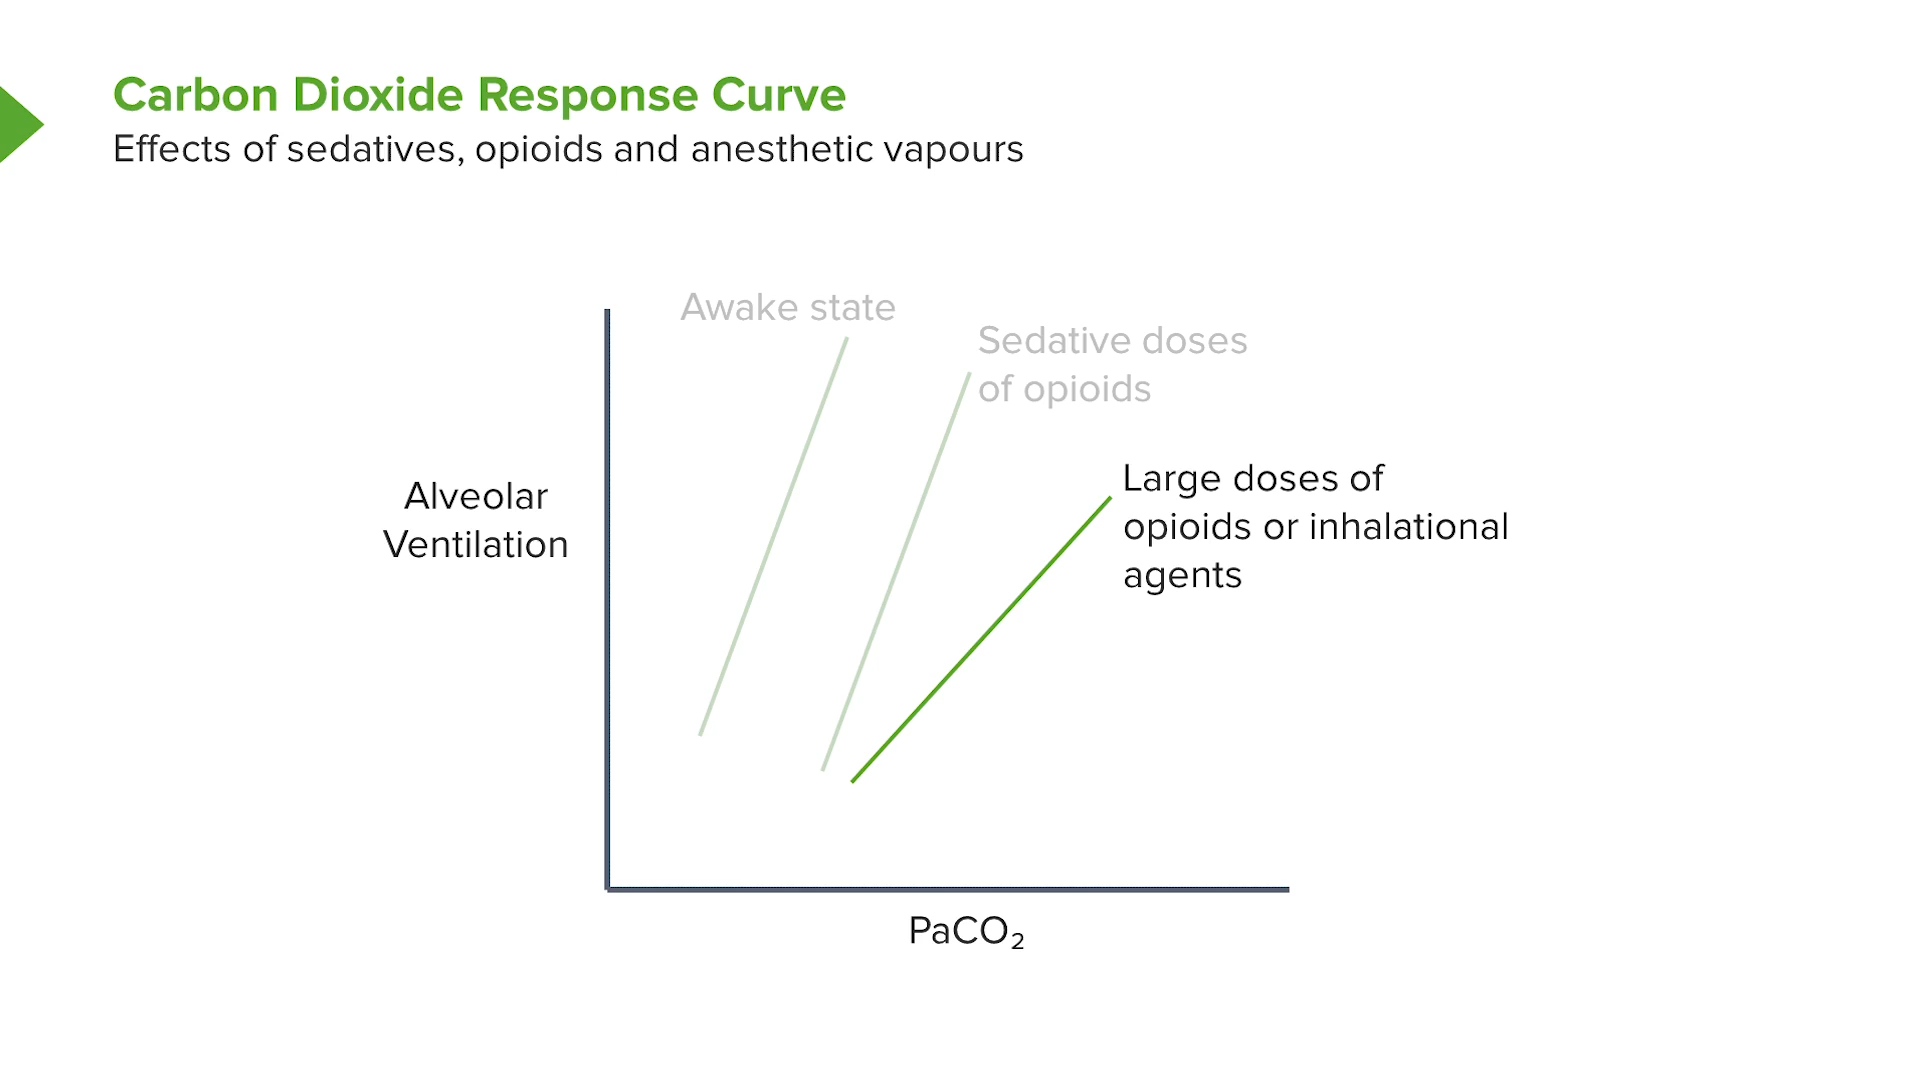 Carbon Dioxide Response Curve
Effects of sedatives, opioids and anesthetic vapours
Awake state
Sedative doses
of opioids
Large doses of
opioids or inhalational
agents
Alveolar
Ventilation
PaCO₂